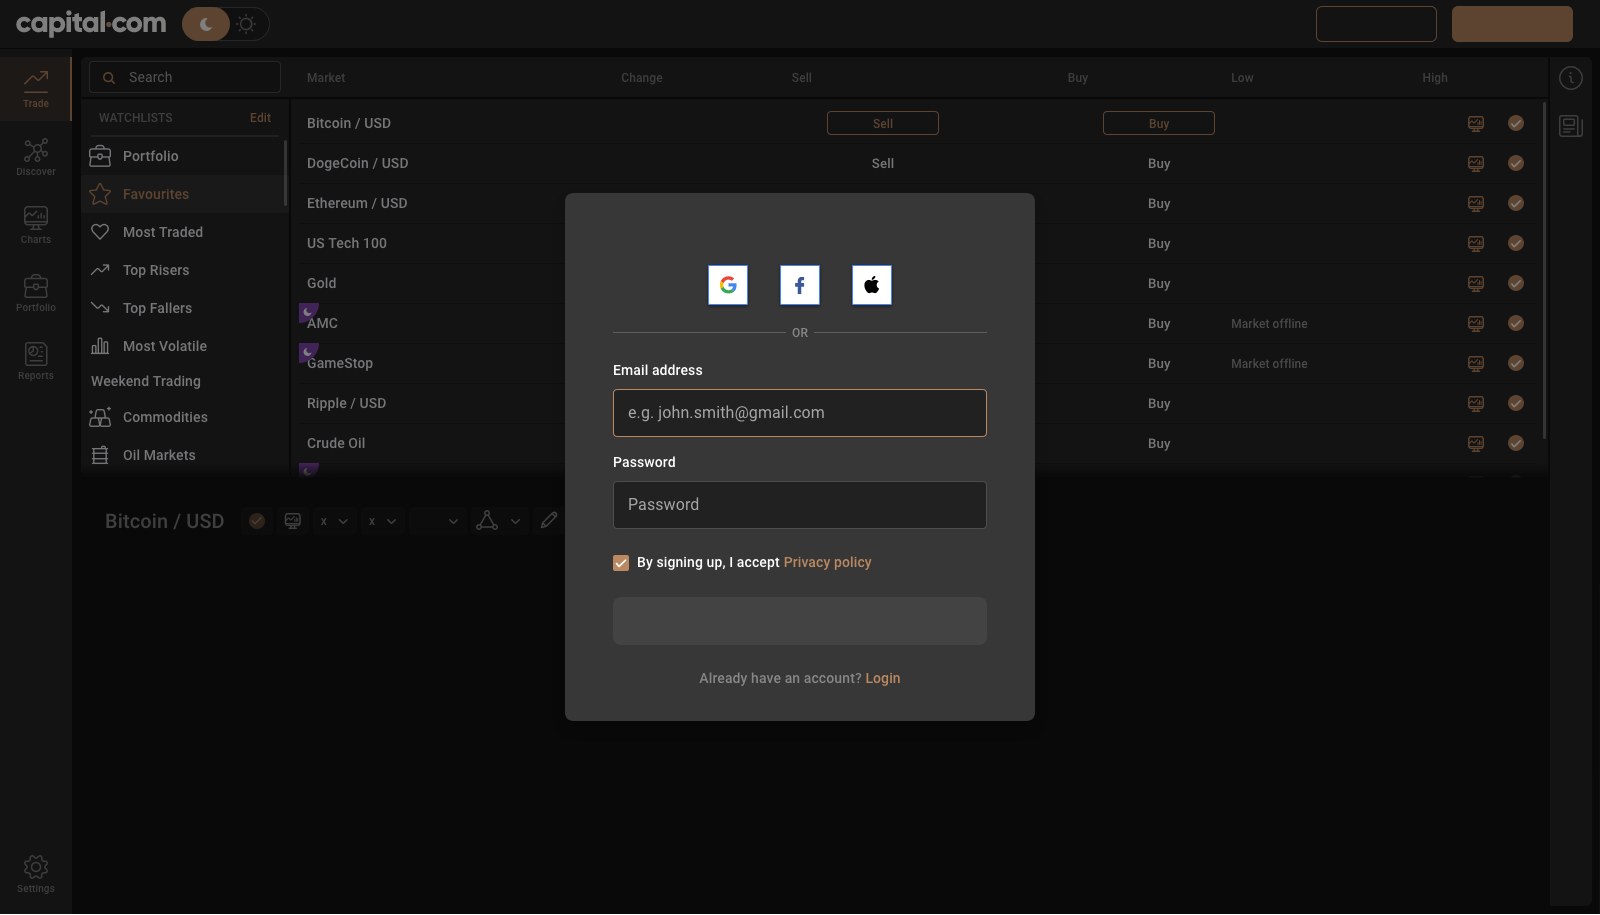 capital.com
Trade
Discover
Charts
Portfolio
Reports
Settings
Search
WATCHLISTS Edit
Portfolio
Favourites
Most Traded
Top Risers
Top Fallers
Most Volatile
Weekend Trading
Commodities
Oil Markets
Market Change Sell Buy Low High
Bitcoin / USD Sell Buy
DogeCoin / USD Sell Buy
Ethereum / USD Buy
US Tech 100 Buy
Gold Buy
AMC Buy Market offline
GameStop Buy Market offline
Ripple / USD Buy
Crude Oil Buy
Bitcoin / USD x x
OR
Email address
e.g. john.smith@gmail.com
Password
Password
By signing up, I accept Privacy policy
Already have an account? Login